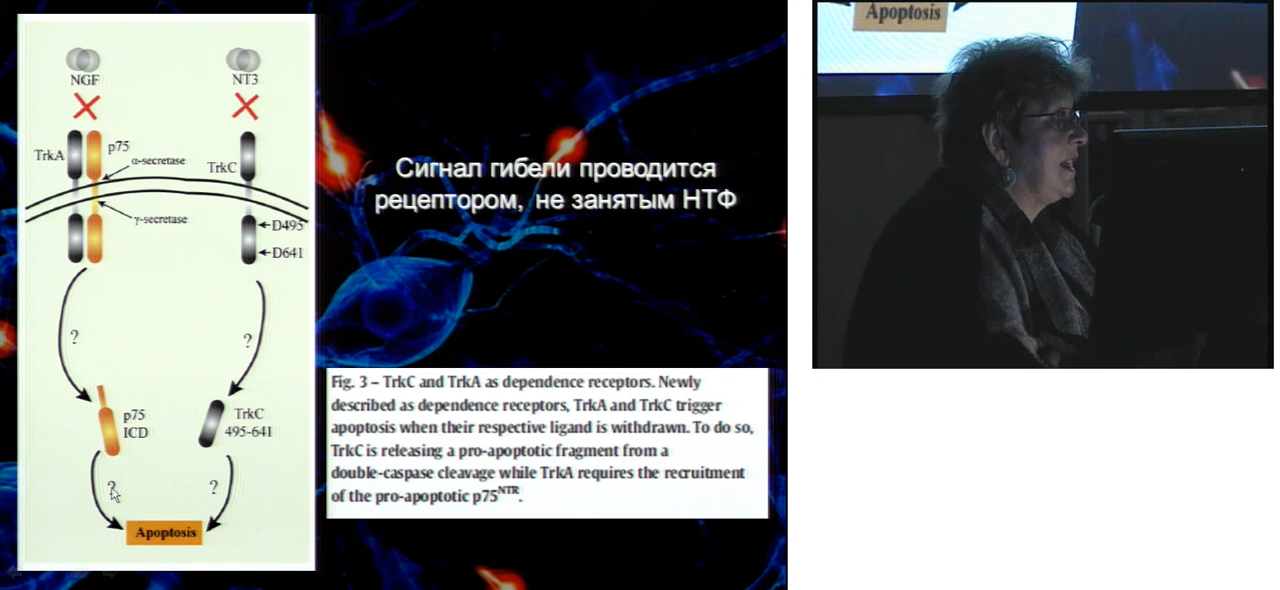 NGF
NT3
TrkA
p75
α-secretase
TrkC
γ-secretase
D495
D641
?
?
p75
ICD
TrkC
495-641
?
?
Apoptosis
Сигнал гибели проводится
рецептором, не занятым НТФ
Fig. 3 – TrkC and TrkA as dependence receptors. Newly
described as dependence receptors, TrkA and TrkC trigger
apoptosis when their respective ligand is withdrawn. To do so,
TrkC is releasing a pro-apoptotic fragment from a
double-caspase cleavage while TrkA requires the recruitment
of the pro-apoptotic p75NTR.
Apoptosis